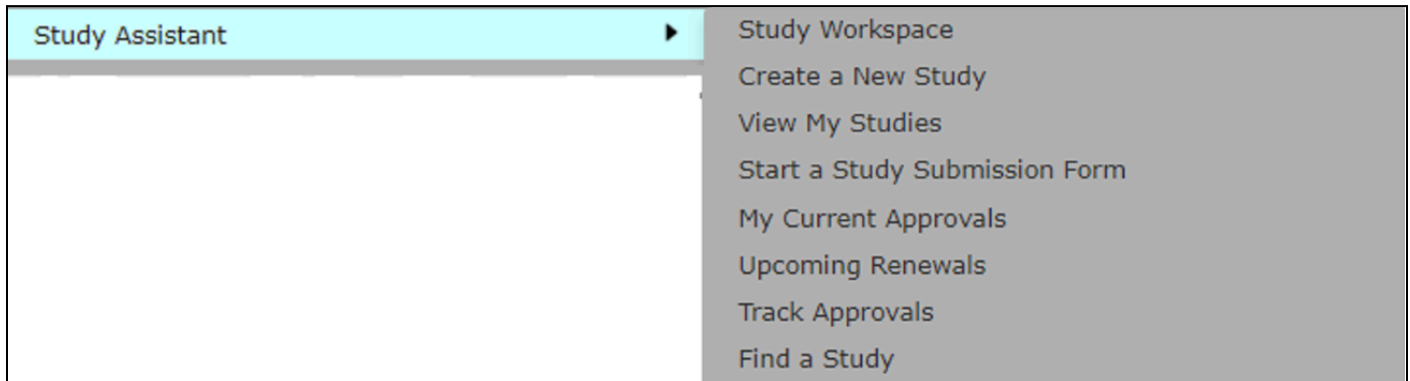 Study Assistant
Study Workspace
Create a New Study
View My Studies
Start a Study Submission Form
My Current Approvals
Upcoming Renewals
Track Approvals
Find a Study